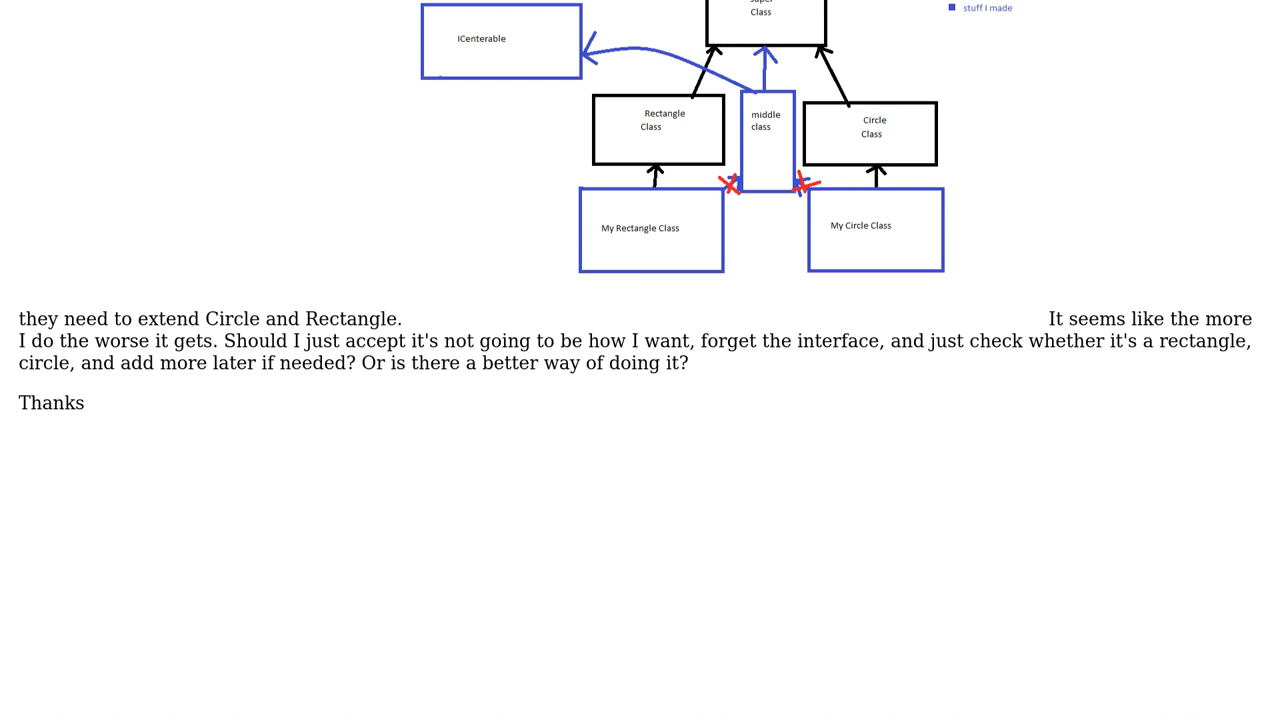 super
Class
stuff I made
ICenterable
Rectangle
Class
middle
class
Circle
Class
My Rectangle Class
My Circle Class
they need to extend Circle and Rectangle. It seems like the more
I do the worse it gets. Should I just accept it's not going to be how I want, forget the interface, and just check whether it's a rectangle,
circle, and add more later if needed? Or is there a better way of doing it?
Thanks